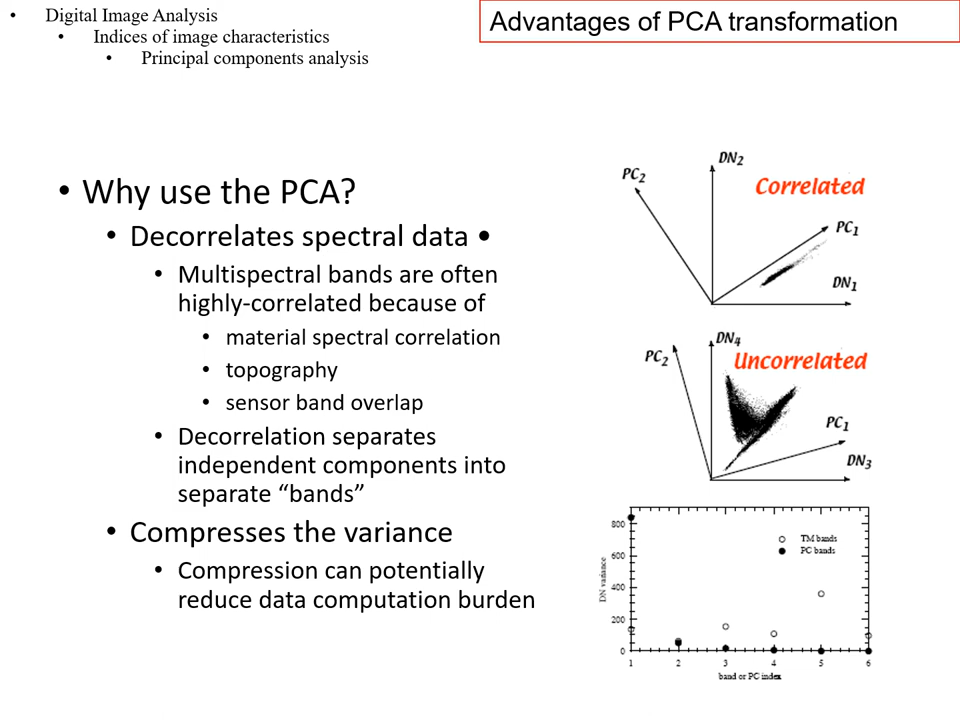 • Digital Image Analysis
• Indices of image characteristics
• Principal components analysis
Advantages of PCA transformation
• Why use the PCA?
• Decorrelates spectral data •
• Multispectral bands are often
highly-correlated because of
• material spectral correlation
• topography
• sensor band overlap
• Decorrelation separates
independent components into
separate “bands”
• Compresses the variance
• Compression can potentially
reduce data computation burden
DN2
PC2
Correlated
PC1
DN1
DN4
PC2
Uncorrelated
PC1
DN3
800
600
400
200
0
DN variance
TM bands
PC bands
1 2 3 4 5 6
band or PC index